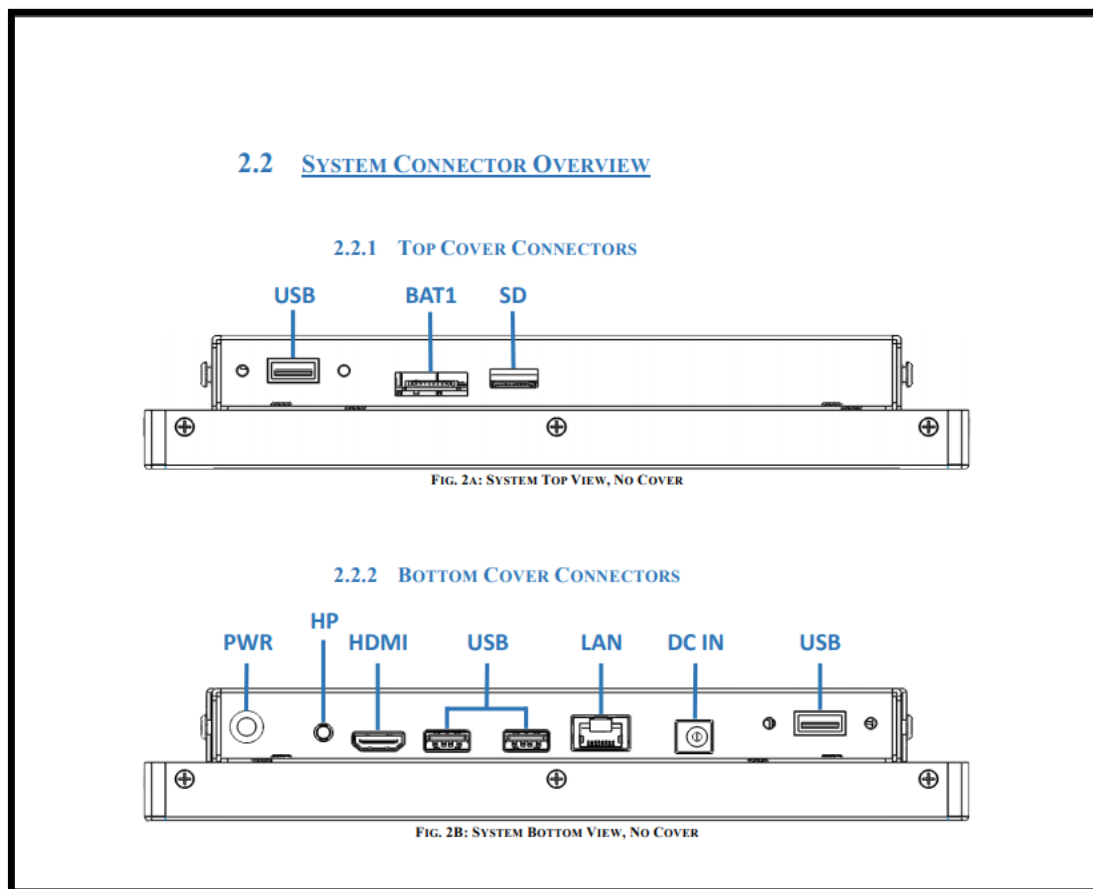 2.2 SYSTEM CONNECTOR OVERVIEW
2.2.1 TOP COVER CONNECTORS
USB BAT1 SD
FIG. 2A: SYSTEM TOP VIEW, NO COVER
2.2.2 BOTTOM COVER CONNECTORS
PWR HP HDMI USB LAN DC IN USB
FIG. 2B: SYSTEM BOTTOM VIEW, NO COVER